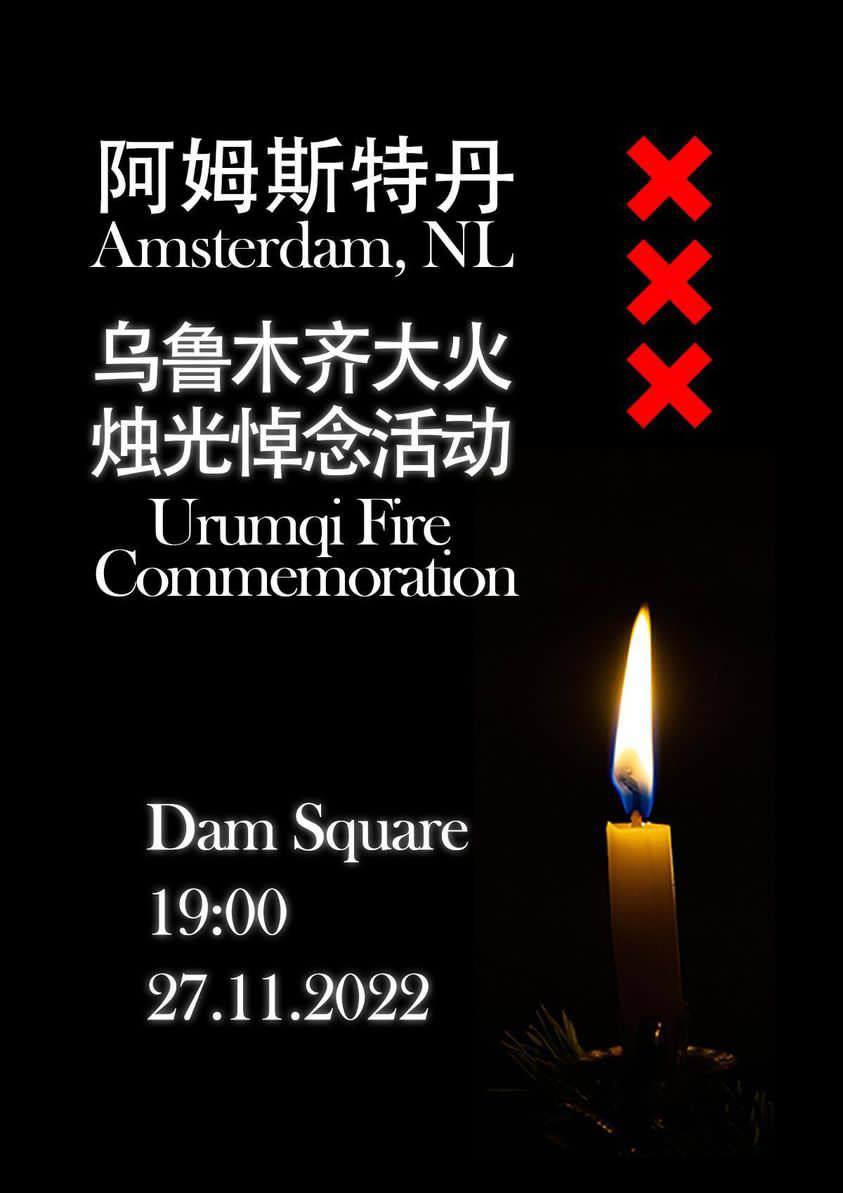 阿姆斯特丹
Amsterdam, NL
乌鲁木齐大火
烛光悼念活动
Urumqi Fire
Commemoration
Dam Square
19:00
27.11.2022